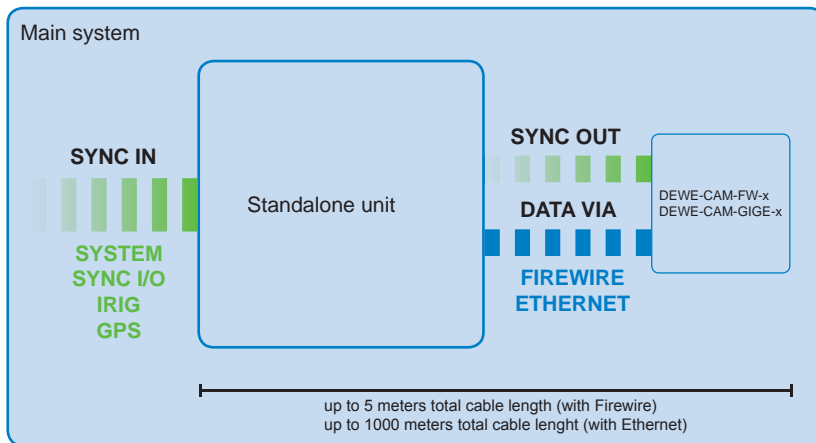 Main system
SYNC IN
SYSTEM
SYNC I/O
IRIG
GPS
Standalone unit
SYNC OUT
DATA VIA
FIREWIRE
ETHERNET
DEWE-CAM-FW-x
DEWE-CAM-GIGE-x
up to 5 meters total cable length (with Firewire)
up to 1000 meters total cable lenght (with Ethernet)